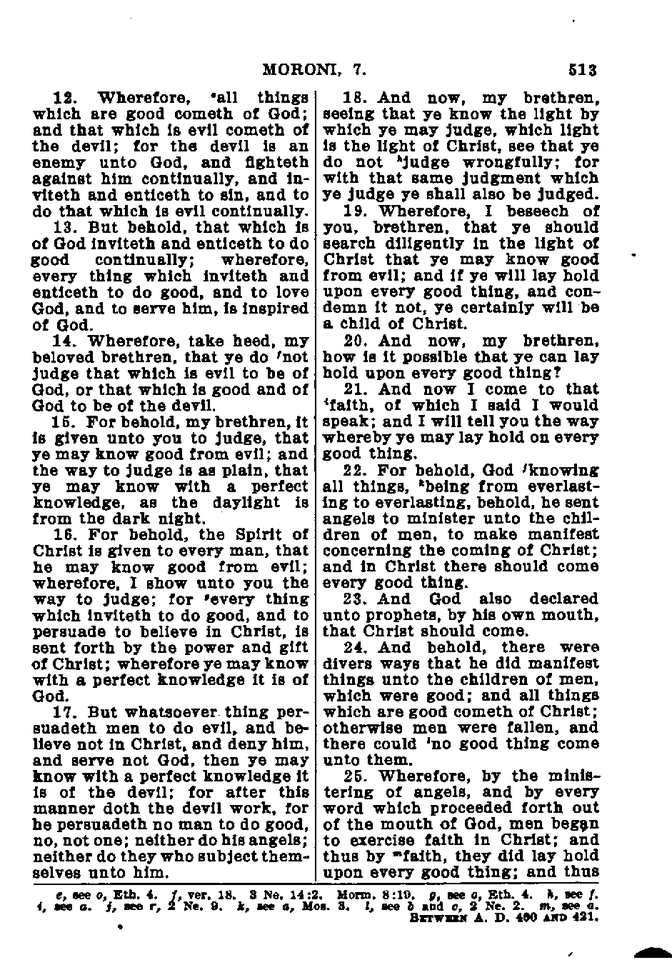 MORONI, 7. 513
12. Wherefore, ᵉall things
which are good cometh of God;
and that which is evil cometh of
the devil; for the devil is an
enemy unto God, and fighteth
against him continually, and in-
viteth and enticeth to sin, and to
do that which is evil continually.
13. But behold, that which is
of God inviteth and enticeth to do
good continually; wherefore,
every thing which inviteth and
enticeth to do good, and to love
God, and to serve him, is inspired
of God.
14. Wherefore, take heed, my
beloved brethren, that ye do ᶠnot
judge that which is evil to be of
God, or that which is good and of
God to be of the devil.
15. For behold, my brethren, it
is given unto you to judge, that
ye may know good from evil; and
the way to judge is as plain, that
ye may know with a perfect
knowledge, as the daylight is
from the dark night.
16. For behold, the Spirit of
Christ is given to every man, that
he may know good from evil;
wherefore, I show unto you the
way to judge; for ᵍevery thing
which inviteth to do good, and to
persuade to believe in Christ, is
sent forth by the power and gift
of Christ; wherefore ye may know
with a perfect knowledge it is of
God.
17. But whatsoever thing per-
suadeth men to do evil, and be-
lieve not in Christ, and deny him,
and serve not God, then ye may
know with a perfect knowledge it
is of the devil; for after this
manner doth the devil work, for
he persuadeth no man to do good,
no, not one; neither do his angels;
neither do they who subject them-
selves unto him.
18. And now, my brethren,
seeing that ye know the light by
which ye may judge, which light
is the light of Christ, see that ye
do not ʰjudge wrongfully; for
with that same judgment which
ye judge ye shall also be judged.
19. Wherefore, I beseech of
you, brethren, that ye should
search diligently in the light of
Christ that ye may know good
from evil; and if ye will lay hold
upon every good thing, and con-
demn it not, ye certainly will be
a child of Christ.
20. And now, my brethren,
how is it possible that ye can lay
hold upon every good thing?
21. And now I come to that
ⁱfaith, of which I said I would
speak; and I will tell you the way
whereby ye may lay hold on every
good thing.
22. For behold, God ʲknowing
all things, ᵏbeing from everlast-
ing to everlasting, behold, he sent
angels to minister unto the chil-
dren of men, to make manifest
concerning the coming of Christ;
and in Christ there should come
every good thing.
23. And God also declared
unto prophets, by his own mouth,
that Christ should come.
24. And behold, there were
divers ways that he did manifest
things unto the children of men,
which were good; and all things
which are good cometh of Christ;
otherwise men were fallen, and
there could ˡno good thing come
unto them.
25. Wherefore, by the minis-
tering of angels, and by every
word which proceeded forth out
of the mouth of God, men began
to exercise faith in Christ; and
thus by ᵐfaith, they did lay hold
upon every good thing; and thus
e, see o, Eth. 4. f, ver. 18. 3 Ne. 14:2. Morm. 8:19. g, see o, Eth. 4. h, see f.
i, see a. j, see r, 2 Ne. 9. k, see a, Mos. 3. l, see b and c, 2 Ne. 2. m, see a.
BETWEEN A. D. 400 AND 421.